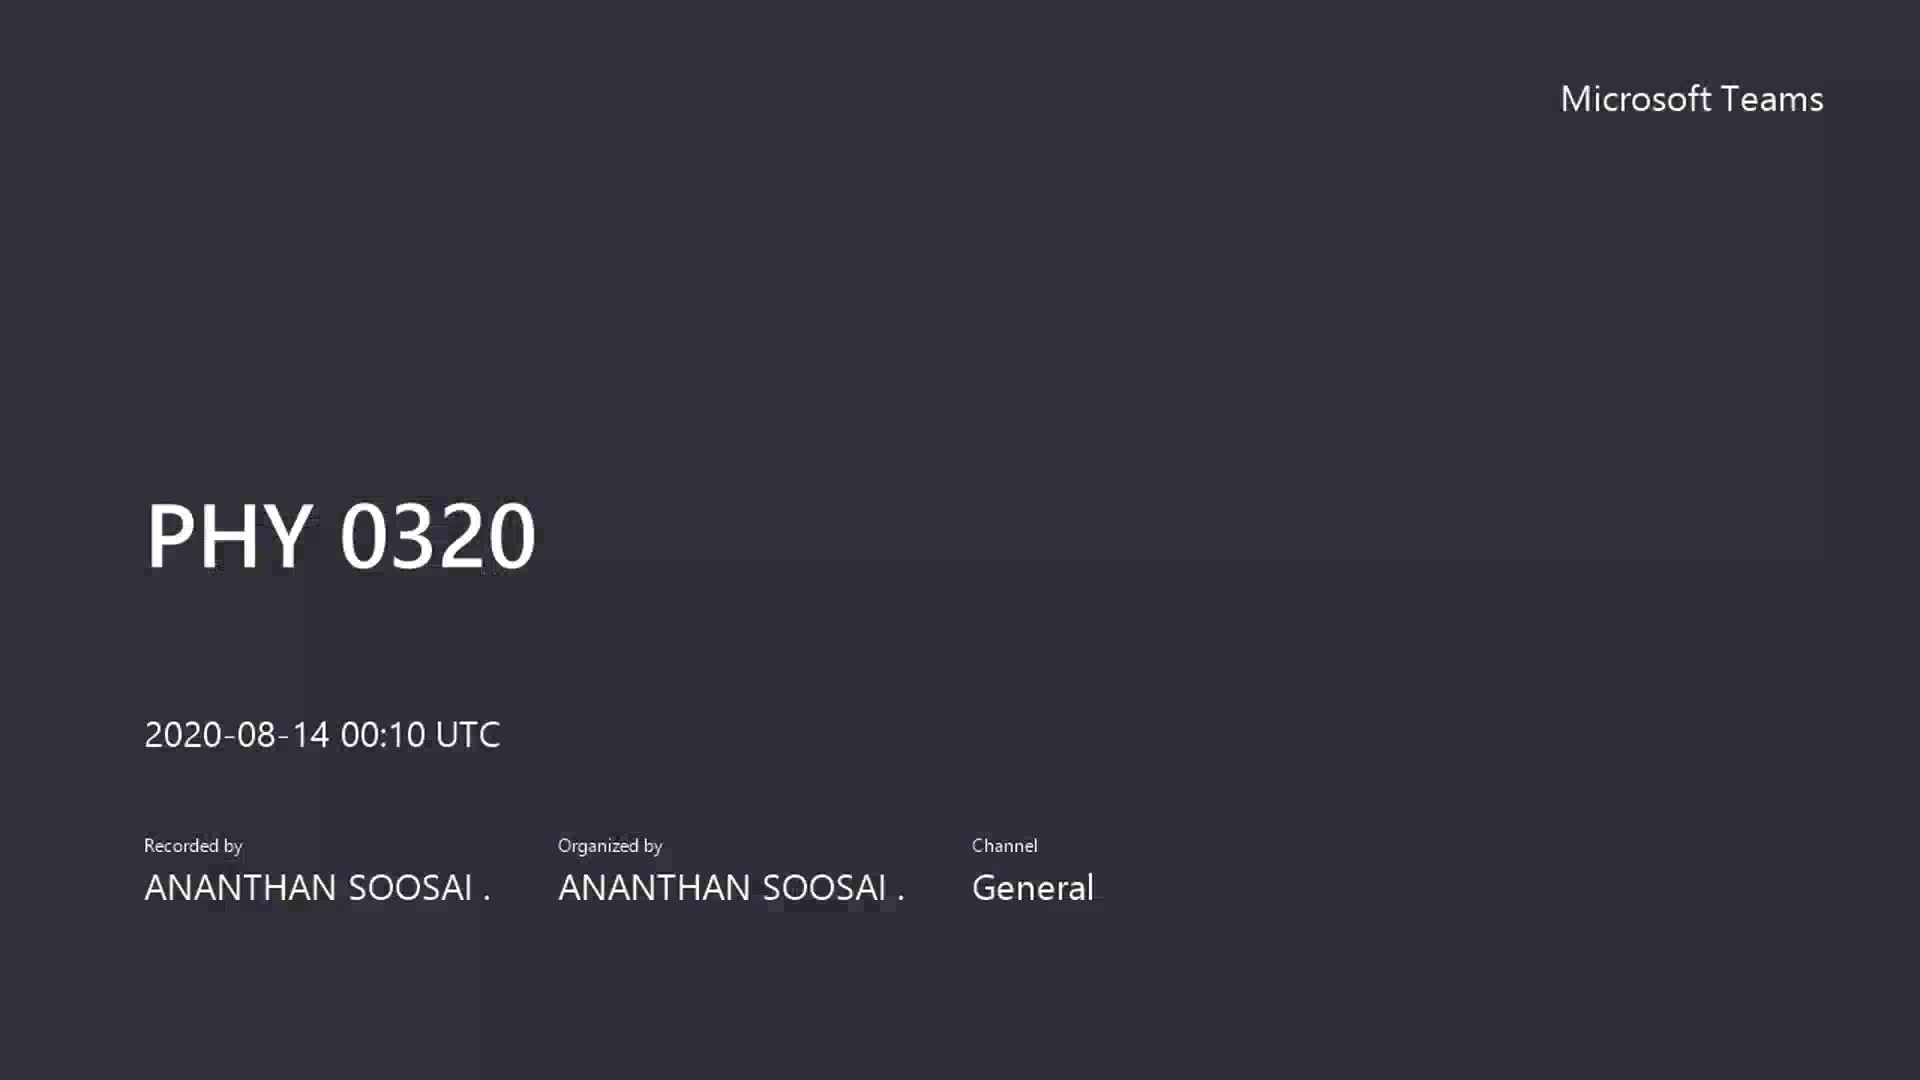 Microsoft Teams
PHY 0320
2020-08-14 00:10 UTC
Recorded by
ANANTHAN SOOSAI .
Organized by
ANANTHAN SOOSAI .
Channel
General